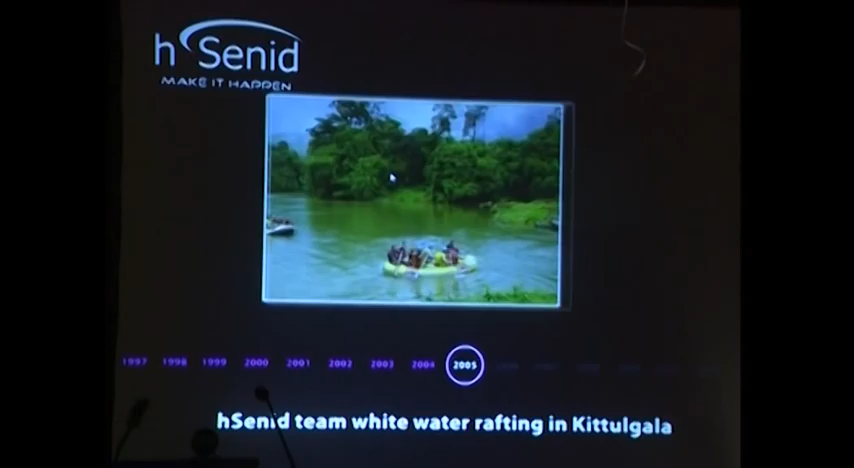 hSenid
MAKE IT HAPPEN
1997 1998 1999 2000 2001 2002 2003 2004 2005
hSenid team white water rafting in Kittulgala